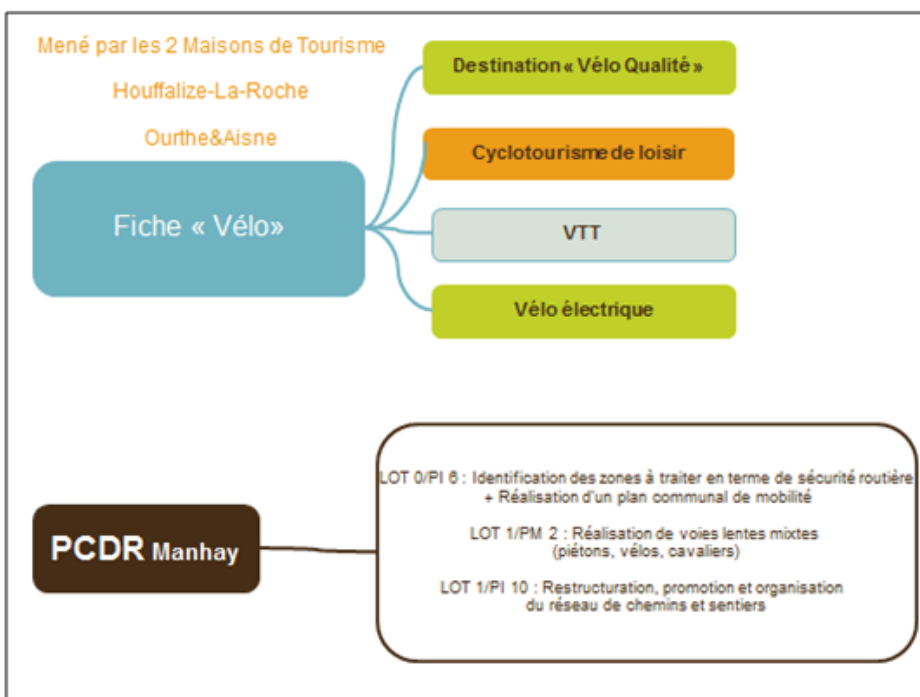 Mené par les 2 Maisons de Tourisme
Houffalize-La-Roche
Ourthe&Aisne
Fiche « Vélo»
Destination « Vélo Qualité »
Cyclotourisme de loisir
VTT
Vélo électrique
PCDR Manhay
LOT 0/PI 6 : Identification des zones à traiter en terme de sécurité routière
+ Réalisation d'un plan communal de mobilité
LOT 1/PM 2 : Réalisation de voies lentes mixtes
(piétons, vélos, cavaliers)
LOT 1/PI 10 : Restructuration, promotion et organisation
du réseau de chemins et sentiers